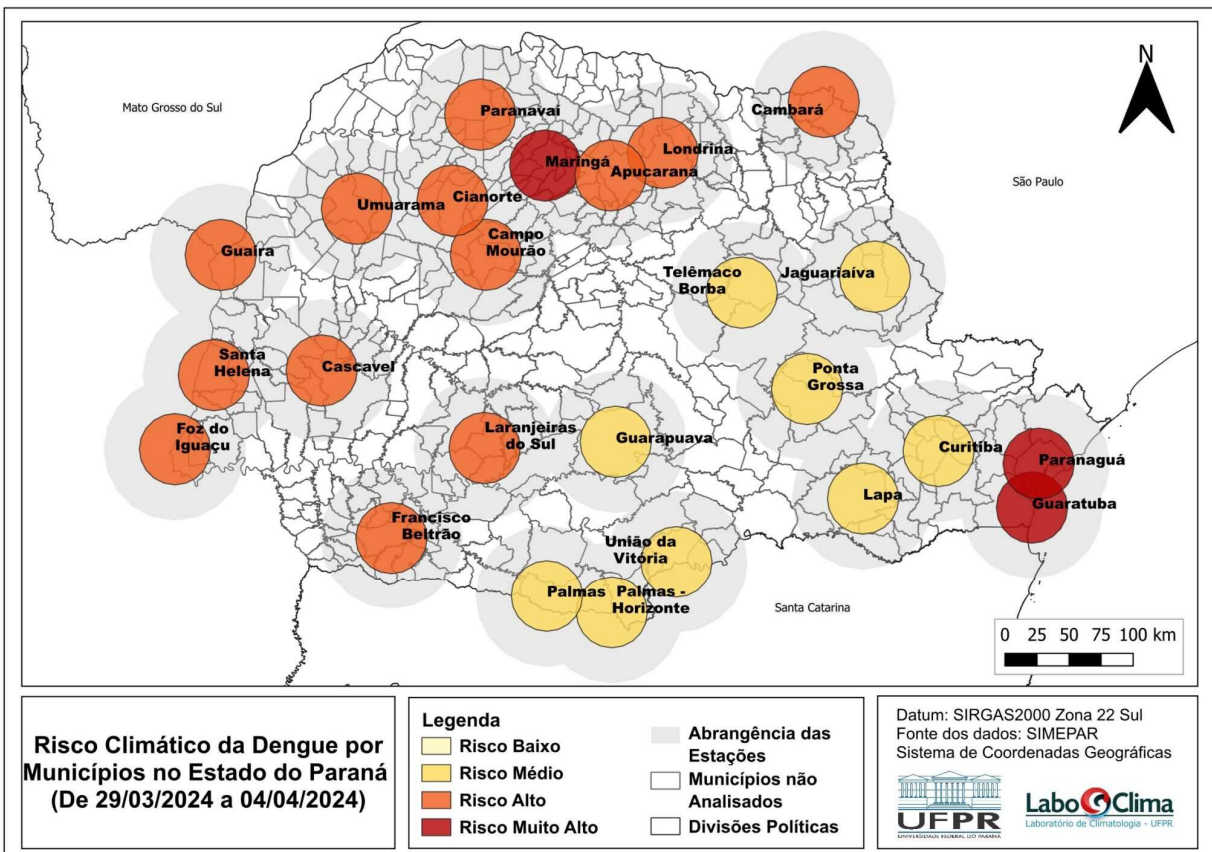 N
Mato Grosso do Sul
São Paulo
Santa Catarina
Paranavaí
Cambará
Maringá
Londrina
Apucarana
Cianorte
Umuarama
Campo
Mourão
Guaíra
Telêmaco
Borba
Jaguariaíva
Santa
Helena
Cascavel
Ponta
Grossa
Foz do
Iguaçu
Laranjeiras
do Sul
Guarapuava
Curitiba
Paranaguá
Lapa
Guaratuba
Francisco
Beltrão
União da
Vitória
Palmas
Palmas -
Horizonte
0 25 50 75 100 km
Risco Climático da Dengue por
Municípios no Estado do Paraná
(De 29/03/2024 a 04/04/2024)
Legenda
Risco Baixo
Risco Médio
Risco Alto
Risco Muito Alto
Abrangência das
Estações
Municípios não
Analisados
Divisões Políticas
Datum: SIRGAS2000 Zona 22 Sul
Fonte dos dados: SIMEPAR
Sistema de Coordenadas Geográficas
UFPR
UNIVERSIDADE FEDERAL DO PARANÁ
LaboClima
Laboratório de Climatologia - UFPR